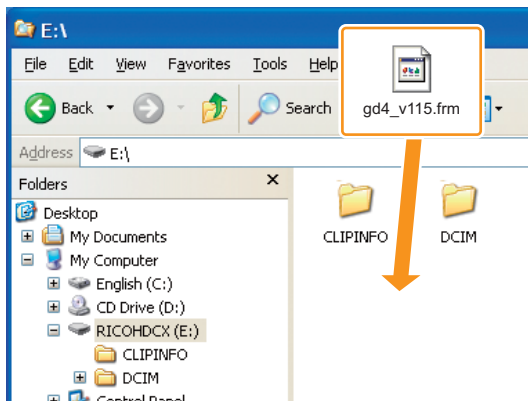 E:\
File Edit View Favorites Tools Help
gd4_v115.frm
Back Search
Address E:\
Folders
Desktop
My Documents
My Computer
English (C:)
CD Drive (D:)
RICOHDCX (E:)
CLIPINFO
DCIM
Control Panel
CLIPINFO DCIM